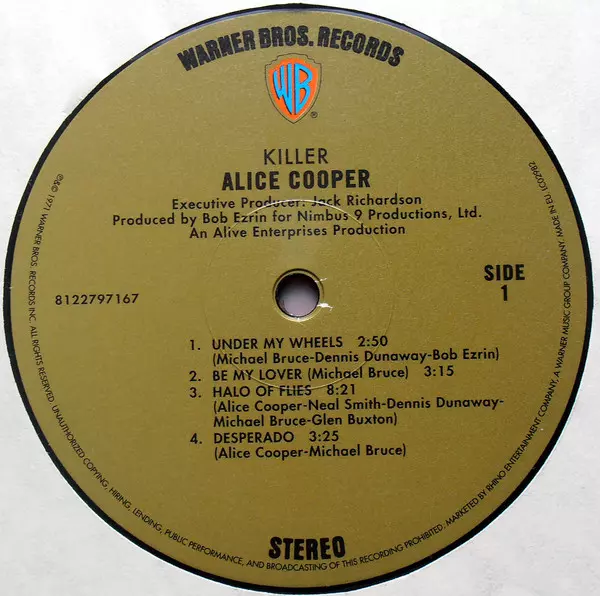 WARNER BROS. RECORDS
WB
®
KILLER
ALICE COOPER
Executive Producer: Jack Richardson
Produced by Bob Ezrin for Nimbus 9 Productions, Ltd.
An Alive Enterprises Production
SIDE
1
8122797167
1. UNDER MY WHEELS 2:50
(Michael Bruce-Dennis Dunaway-Bob Ezrin)
2. BE MY LOVER (Michael Bruce) 3:15
3. HALO OF FLIES 8:21
(Alice Cooper-Neal Smith-Dennis Dunaway-
Michael Bruce-Glen Buxton)
4. DESPERADO 3:25
(Alice Cooper-Michael Bruce)
STEREO
℗&© 1971 WARNER BROS. RECORDS INC. ALL RIGHTS RESERVED. UNAUTHORIZED COPYING, HIRING, LENDING, PUBLIC PERFORMANCE, AND BROADCASTING OF THIS RECORDING PROHIBITED. MARKETED BY RHINO ENTERTAINMENT COMPANY, A WARNER MUSIC GROUP COMPANY. MADE IN EU. LC02982